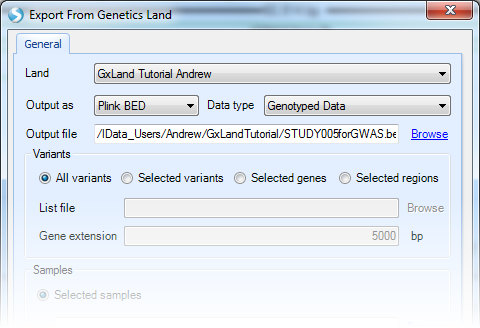 Export From Genetics Land
General
Land GxLand Tutorial Andrew
Output as Plink BED Data type Genotyped Data
Output file /IData_Users/Andrew/GxLandTutorial/STUDY005forGWAS.be Browse
Variants
All variants Selected variants Selected genes Selected regions
List file Browse
Gene extension 5000 bp
Samples
Selected samples